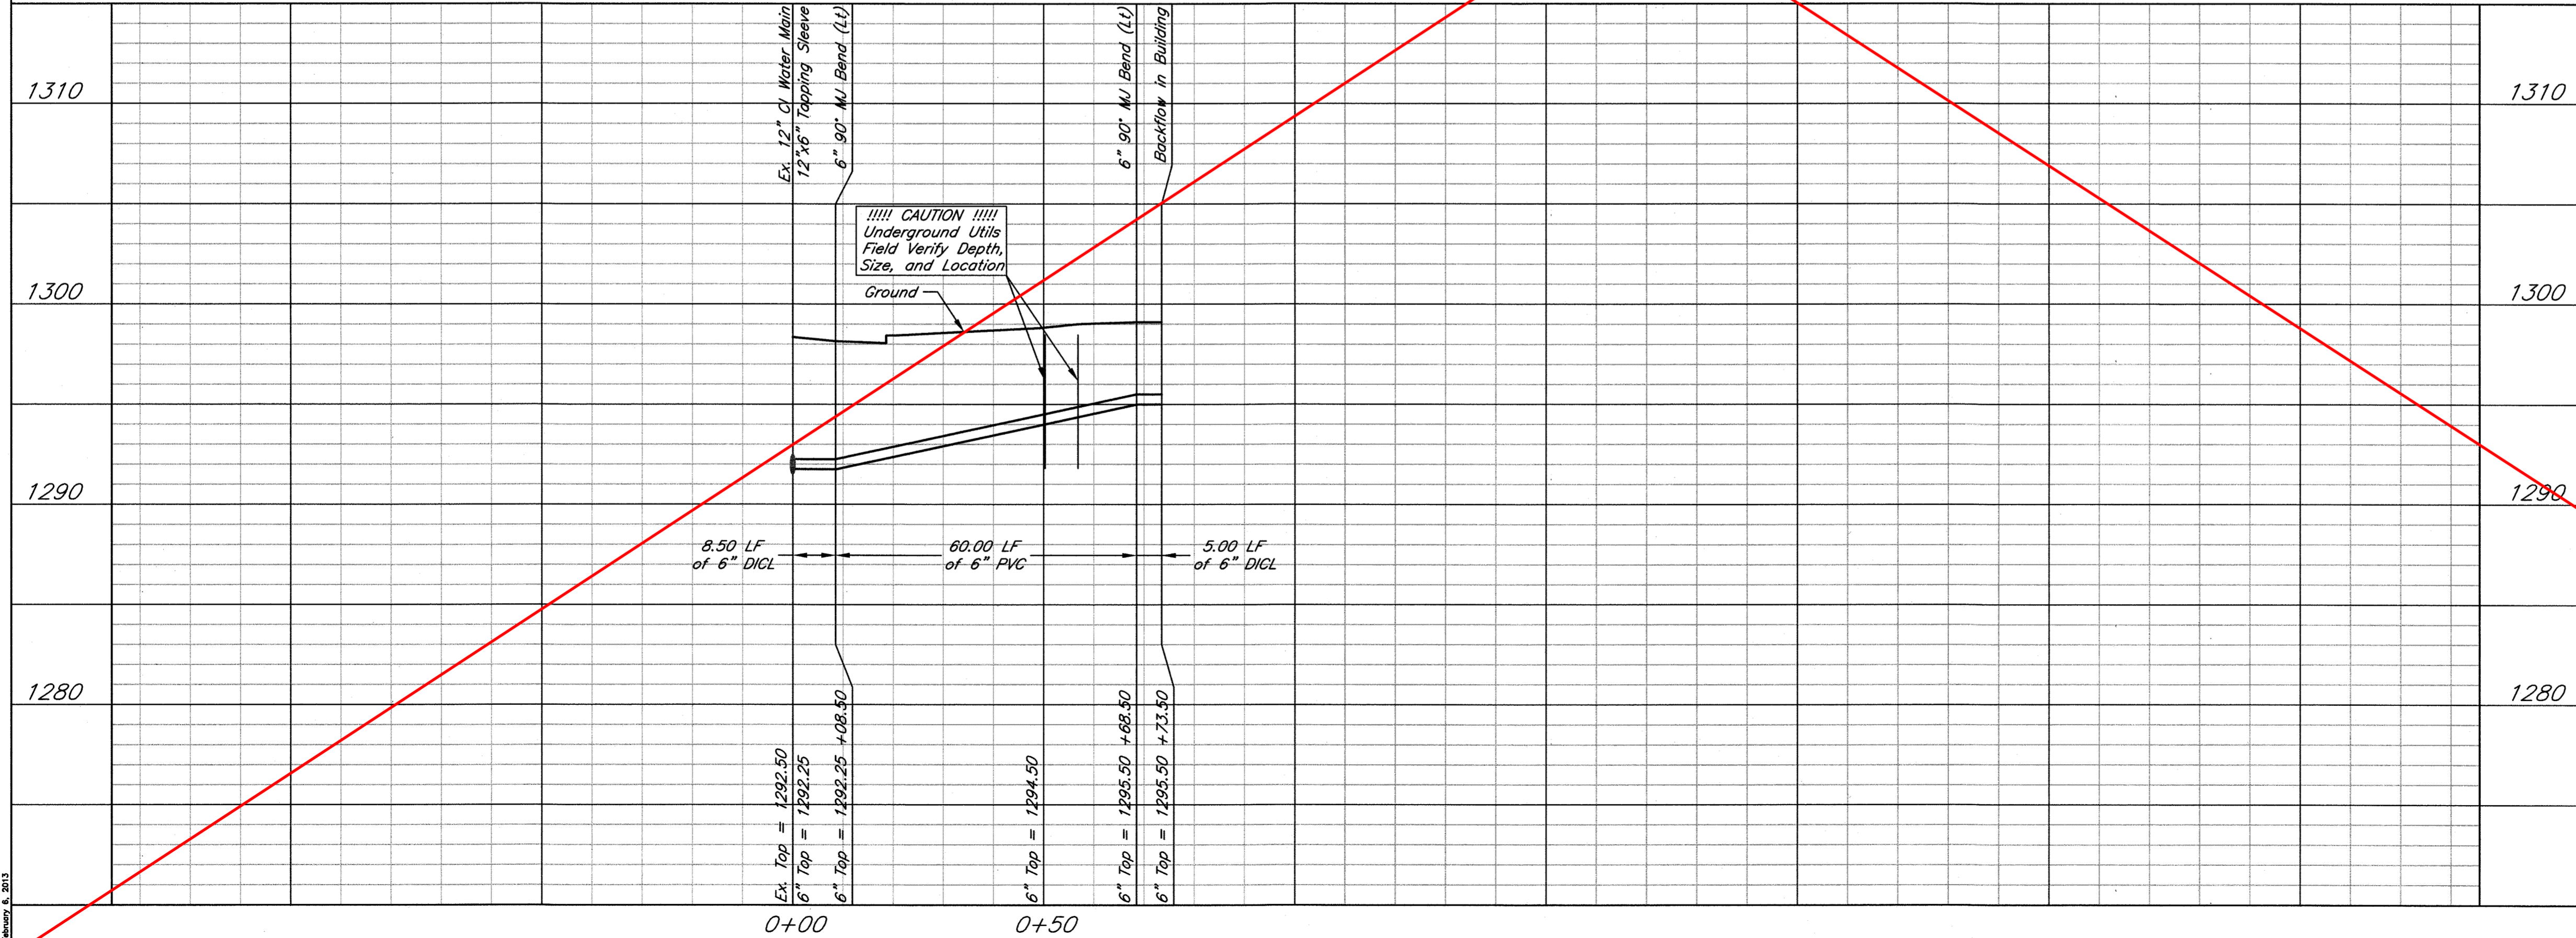 Ex. 12" CI Water Main
12"x6" Tapping Sleeve
6" 90° MJ Bend (Lt)
6" 90° MJ Bend (Lt)
Backflow in Building
1310
1310
!!!!! CAUTION !!!!!
Underground Utils
Field Verify Depth,
Size, and Location
Ground
1300
1300
1290
1290
8.50 LF
of 6" DICL
60.00 LF
of 6" PVC
5.00 LF
of 6" DICL
1280
1280
Ex. Top = 1292.50
6" Top = 1292.25
6" Top = 1292.25 +08.50
6" Top = 1294.50
6" Top = 1295.50 +68.50
6" Top = 1295.50 +73.50
0+00
0+50
6, 2013